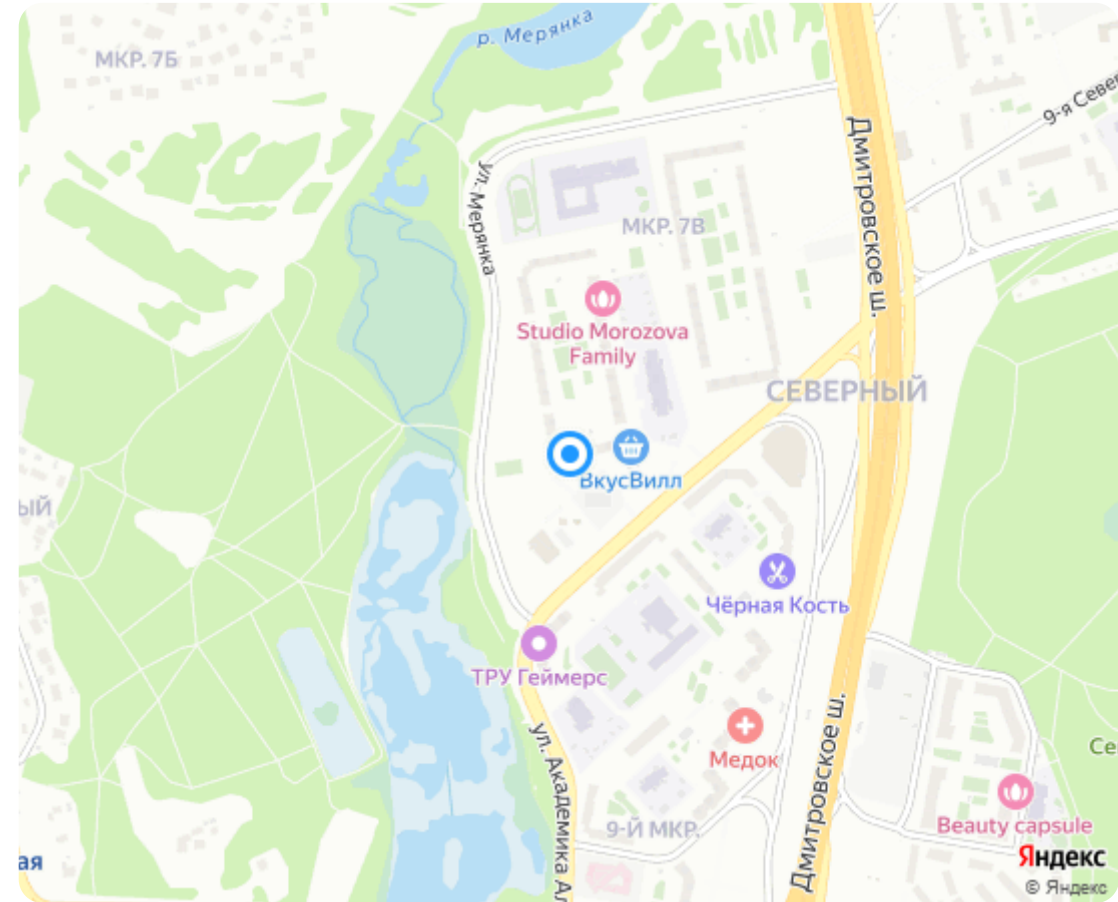 р. Мерянка
МКР. 7Б
9-я Севе
Дмитровское ш.
ул. Мерянка
МКР. 7В
Studio Morozova
Family
СЕВЕРНЫЙ
ВкусВилл
ЫЙ
Чёрная Кость
ТРУ Геймерс
Дмитровское ш.
ул. Академика Ал
Медок
Се
Beauty capsule
9-Й МКР.
ая
Яндекс
© Яндекс